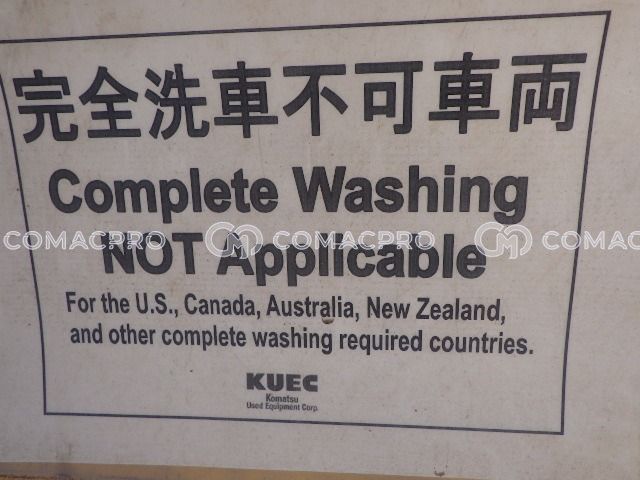 完全洗車不可車両
Complete Washing
NOT Applicable
COMACPRO COMACPRO COMACP
For the U.S., Canada, Australia, New Zealand,
and other complete washing required countries.
KUEC
Komatsu
Used Equipment Corp.